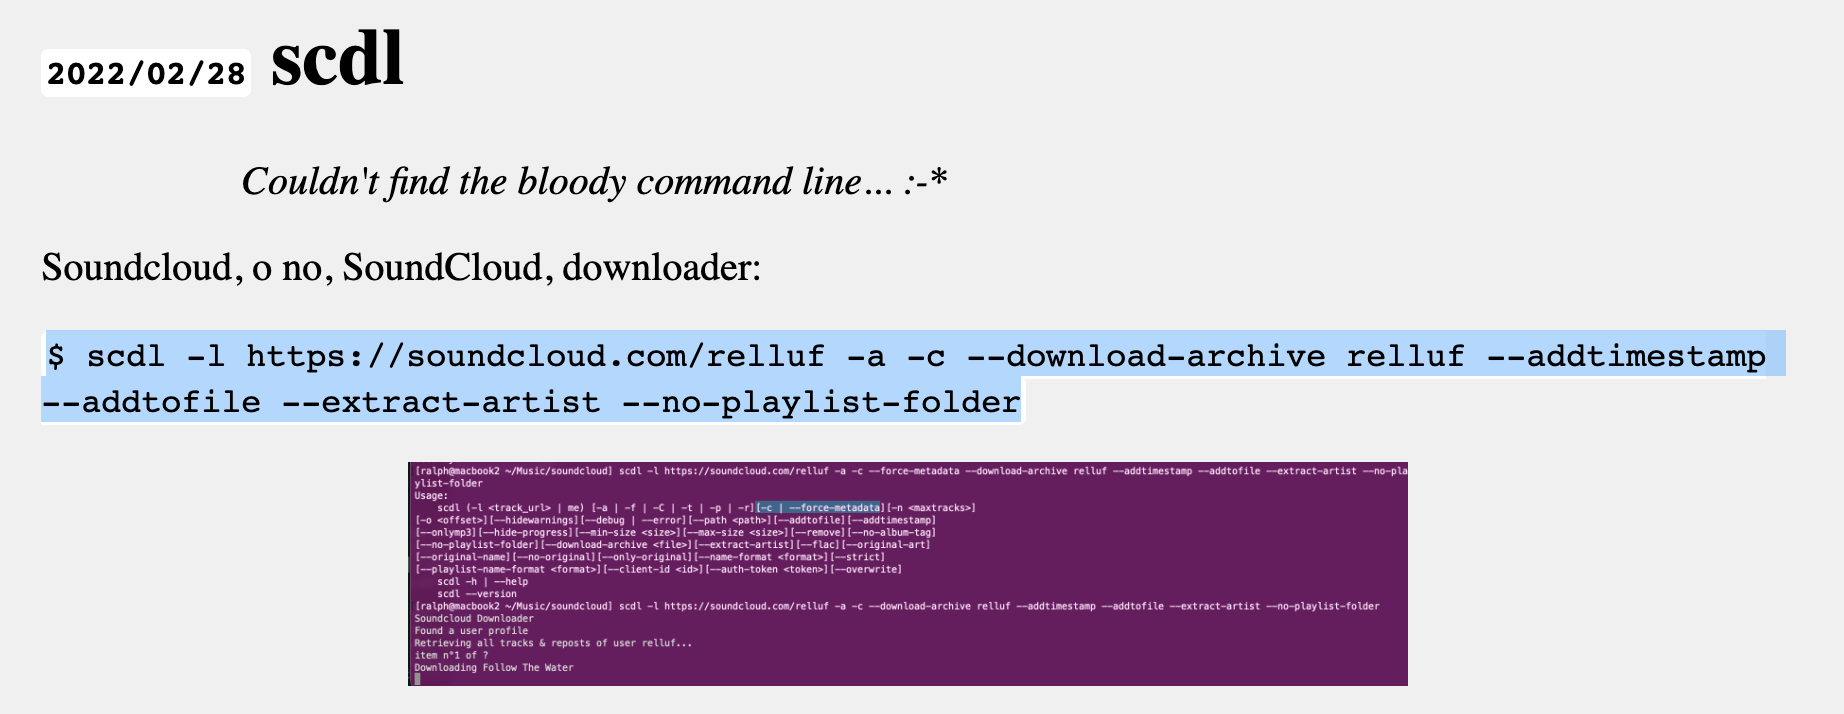 2022/02/28 scdl
Couldn't find the bloody command line... :-*
Soundcloud, o no, SoundCloud, downloader:
$ scdl -l https://soundcloud.com/relluf -a -c --download-archive relluf --addtimestamp
--addtofile --extract-artist --no-playlist-folder
[ralph@macbook2 ~/Music/soundcloud] scdl -l https://soundcloud.com/relluf -a -c --force-metadata --download-archive relluf --addtimestamp --addtofile --extract-artist --no-pla
ylist-folder
Usage:
scdl (-l <track_url> | me) [-a | -f | -C | -t | -p | -r][-c | --force-metadata][-n <maxtracks>]
[-o <offset>][--hidewarnings][--debug | --error][--path <path>][--addtofile][--addtimestamp]
[--onlymp3][--hide-progress][--min-size <size>][--max-size <size>][--remove][--no-album-tag]
[--no-playlist-folder][--download-archive <file>][--extract-artist][--flac][--original-art]
[--original-name][--no-original][--only-original][--name-format <format>][--strict]
[--playlist-name-format <format>][--client-id <id>][--auth-token <token>][--overwrite]
scdl -h | --help
scdl --version
[ralph@macbook2 ~/Music/soundcloud] scdl -l https://soundcloud.com/relluf -a -c --download-archive relluf --addtimestamp --addtofile --extract-artist --no-playlist-folder
Soundcloud Downloader
Found a user profile
Retrieving all tracks & reposts of user relluf...
item n°1 of ?
Downloading Follow The Water